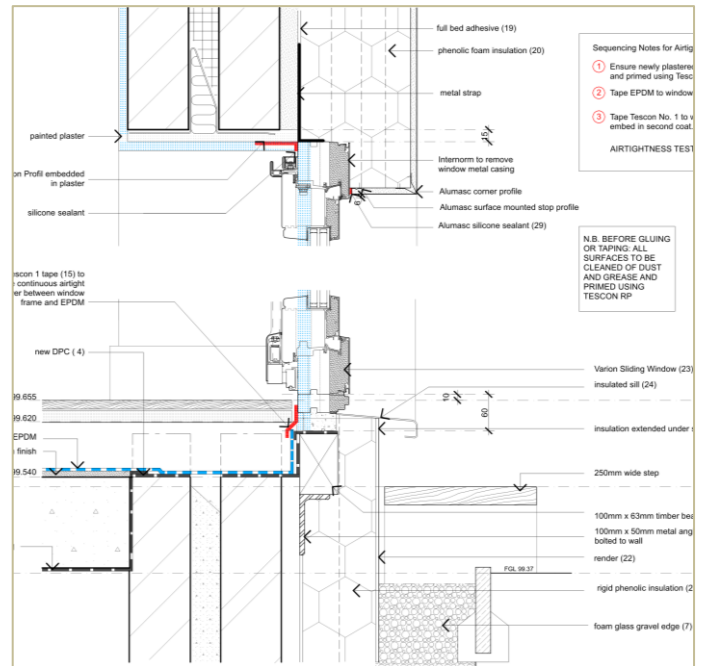 full bed adhesive (19)
phenolic foam insulation (20)
metal strap
15
painted plaster
Internorm to remove
window metal casing
on Profil embedded
in plaster
Alumasc corner profile
6
Alumasc surface mounted stop profile
silicone sealant
Alumasc silicone sealant (29)
Sequencing Notes for Airtig
1 Ensure newly plastered
and primed using Tesc
2 Tape EPDM to window
3 Tape Tescon No. 1 to w
embed in second coat.
AIRTIGHTNESS TEST
N.B. BEFORE GLUING
OR TAPING: ALL
SURFACES TO BE
CLEANED OF DUST
AND GREASE AND
PRIMED USING
TESCON RP
escon 1 tape (15) to
continuous airtight
er between window
frame and EPDM
new DPC ( 4)
Varion Sliding Window (23)
insulated sill (24)
10
60
99.655
99.620
insulation extended under s
EPDM
finish
99.540
250mm wide step
100mm x 63mm timber bea
100mm x 50mm metal ang
bolted to wall
render (22)
FGL 99.37
rigid phenolic insulation (2
foam glass gravel edge (7)